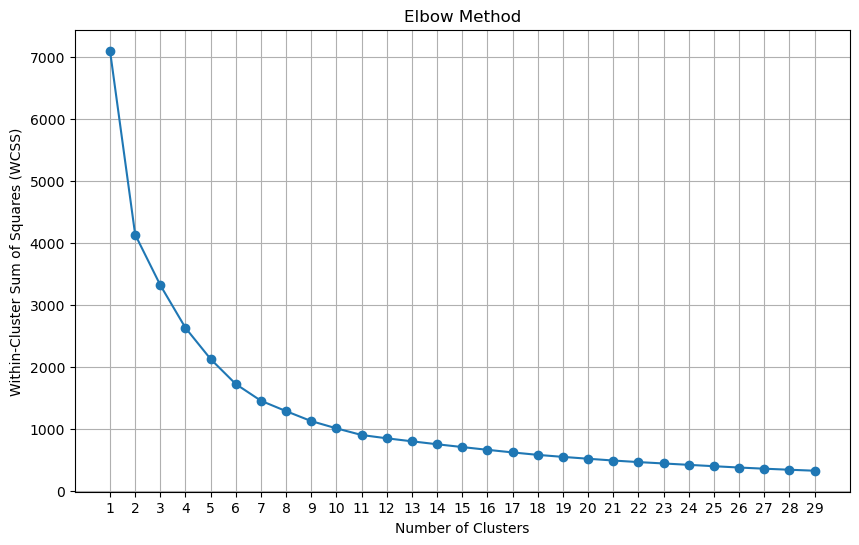 Elbow Method
Within-Cluster Sum of Squares (WCSS)
7000
6000
5000
4000
3000
2000
1000
0
1 2 3 4 5 6 7 8 9 10 11 12 13 14 15 16 17 18 19 20 21 22 23 24 25 26 27 28 29
Number of Clusters